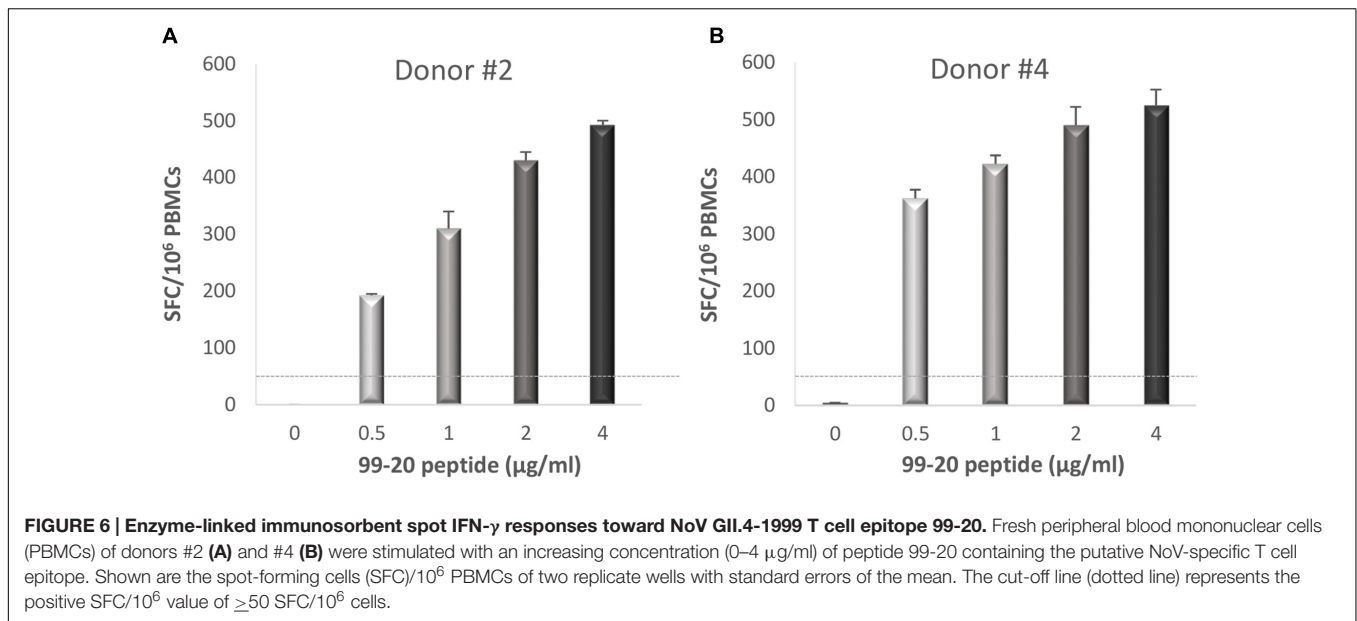 A
Donor #2
600
500
400
300
200
100
0
SFC/10⁶ PBMCs
0 0.5 1 2 4
99-20 peptide (µg/ml)
B
Donor #4
600
500
400
300
200
100
0
SFC/10⁶ PBMCs
0 0.5 1 2 4
99-20 peptide (µg/ml)
FIGURE 6 | Enzyme-linked immunosorbent spot IFN-γ responses toward NoV GII.4-1999 T cell epitope 99-20. Fresh peripheral blood mononuclear cells
(PBMCs) of donors #2 (A) and #4 (B) were stimulated with an increasing concentration (0–4 µg/ml) of peptide 99-20 containing the putative NoV-specific T cell
epitope. Shown are the spot-forming cells (SFC)/10⁶ PBMCs of two replicate wells with standard errors of the mean. The cut-off line (dotted line) represents the
positive SFC/10⁶ value of ≥50 SFC/10⁶ cells.